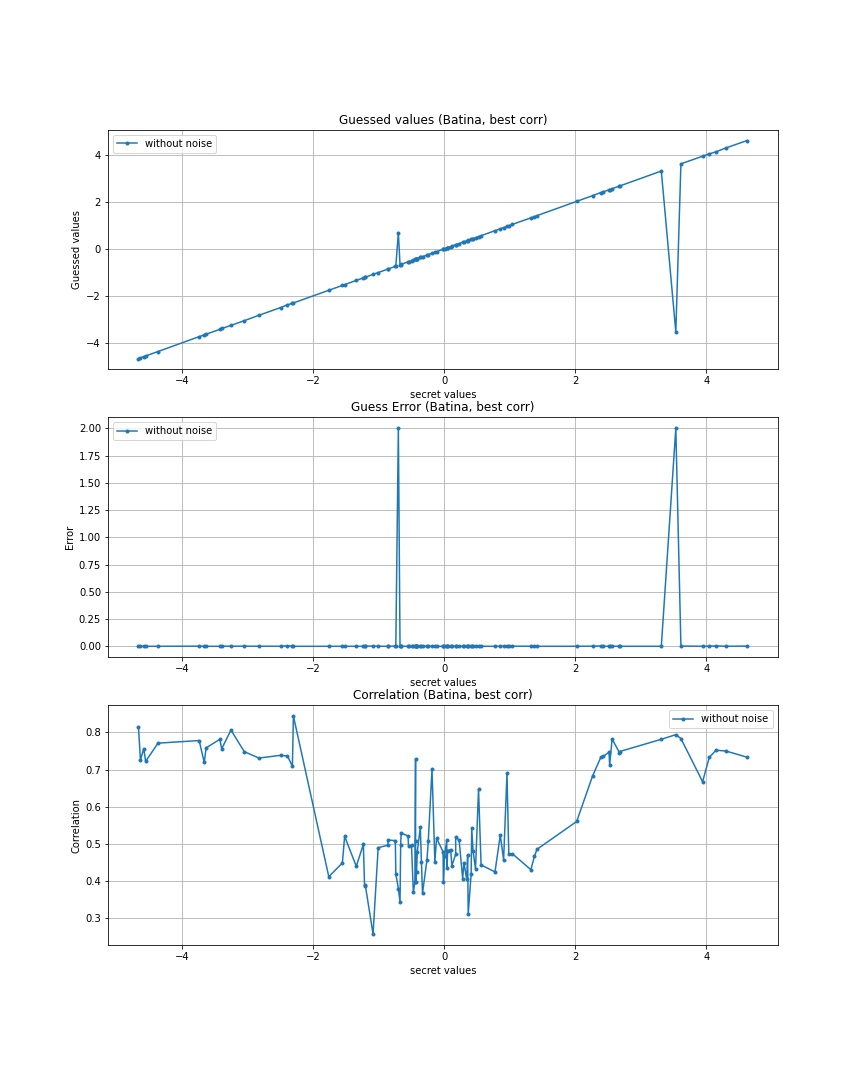 Guessed values (Batina, best corr)
without noise
Guessed values
4
2
0
−2
−4
−4 −2 0 2 4
secret values
Guess Error (Batina, best corr)
without noise
Error
2.00
1.75
1.50
1.25
1.00
0.75
0.50
0.25
0.00
−4 −2 0 2 4
secret values
Correlation (Batina, best corr)
without noise
Correlation
0.8
0.7
0.6
0.5
0.4
0.3
−4 −2 0 2 4
secret values